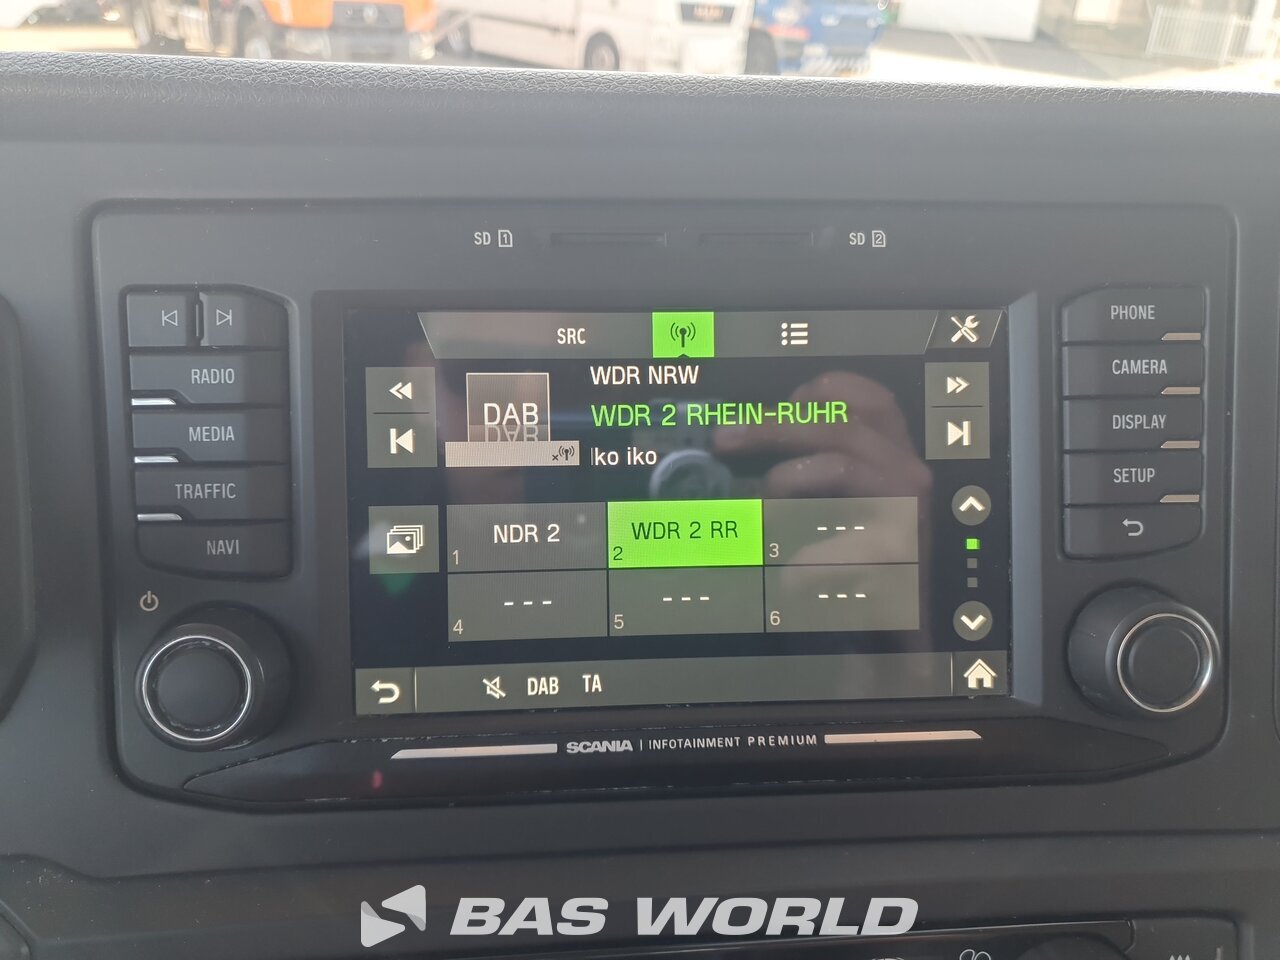 SD 1
SD 2
RADIO
MEDIA
TRAFFIC
NAVI
PHONE
CAMERA
DISPLAY
SETUP
SRC
DAB
WDR NRW
WDR 2 RHEIN-RUHR
Iko iko
1 NDR 2
2 WDR 2 RR
3 ---
4 ---
5 ---
6 ---
DAB TA
SCANIA | INFOTAINMENT PREMIUM
BAS WORLD